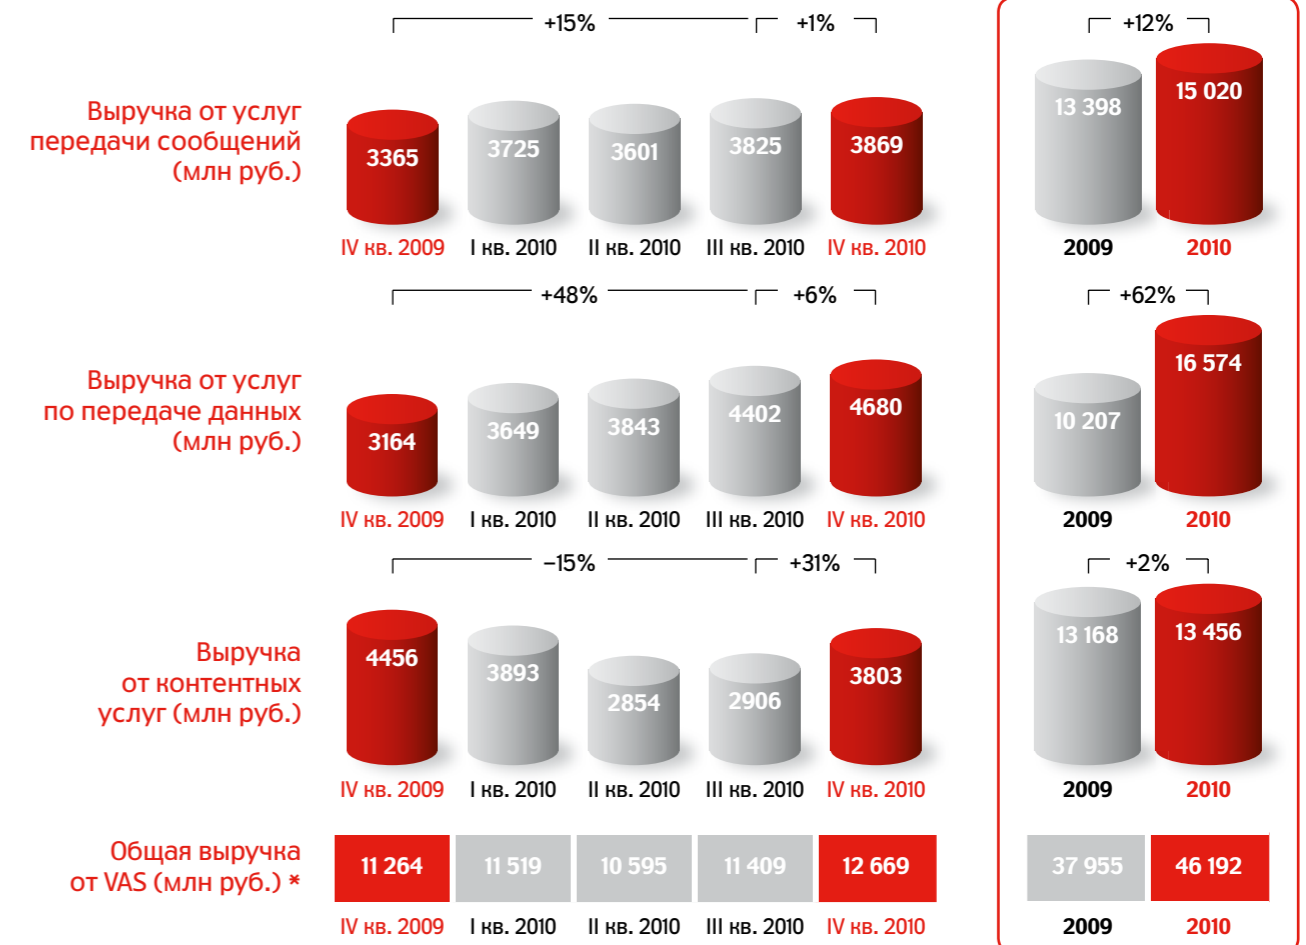 +15% +1% +12%
Выручка от услуг
передачи сообщений
(млн руб.)
3365 3725 3601 3825 3869 13 398 15 020
IV кв. 2009 I кв. 2010 II кв. 2010 III кв. 2010 IV кв. 2010 2009 2010
+48% +6% +62%
Выручка от услуг
по передаче данных
(млн руб.)
3164 3649 3843 4402 4680 10 207 16 574
IV кв. 2009 I кв. 2010 II кв. 2010 III кв. 2010 IV кв. 2010 2009 2010
–15% +31% +2%
Выручка
от контентных
услуг (млн руб.)
4456 3893 2854 2906 3803 13 168 13 456
IV кв. 2009 I кв. 2010 II кв. 2010 III кв. 2010 IV кв. 2010 2009 2010
Общая выручка
от VAS (млн руб.) *
11 264 11 519 10 595 11 409 12 669 37 955 46 192
IV кв. 2009 I кв. 2010 II кв. 2010 III кв. 2010 IV кв. 2010 2009 2010